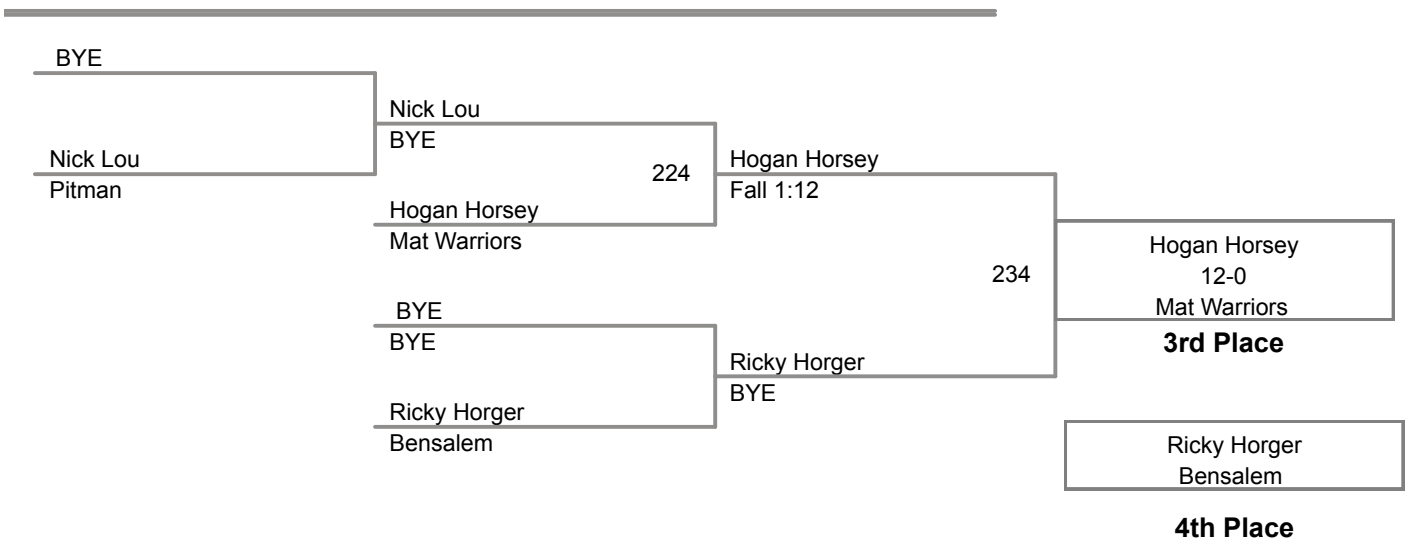 BYE
Nick Lou
Pitman
Nick Lou
BYE
224
Hogan Horsey
Mat Warriors
BYE
BYE
Ricky Horger
Bensalem
Hogan Horsey
Fall 1:12
234
Ricky Horger
BYE
Hogan Horsey
12-0
Mat Warriors
3rd Place
Ricky Horger
Bensalem
4th Place